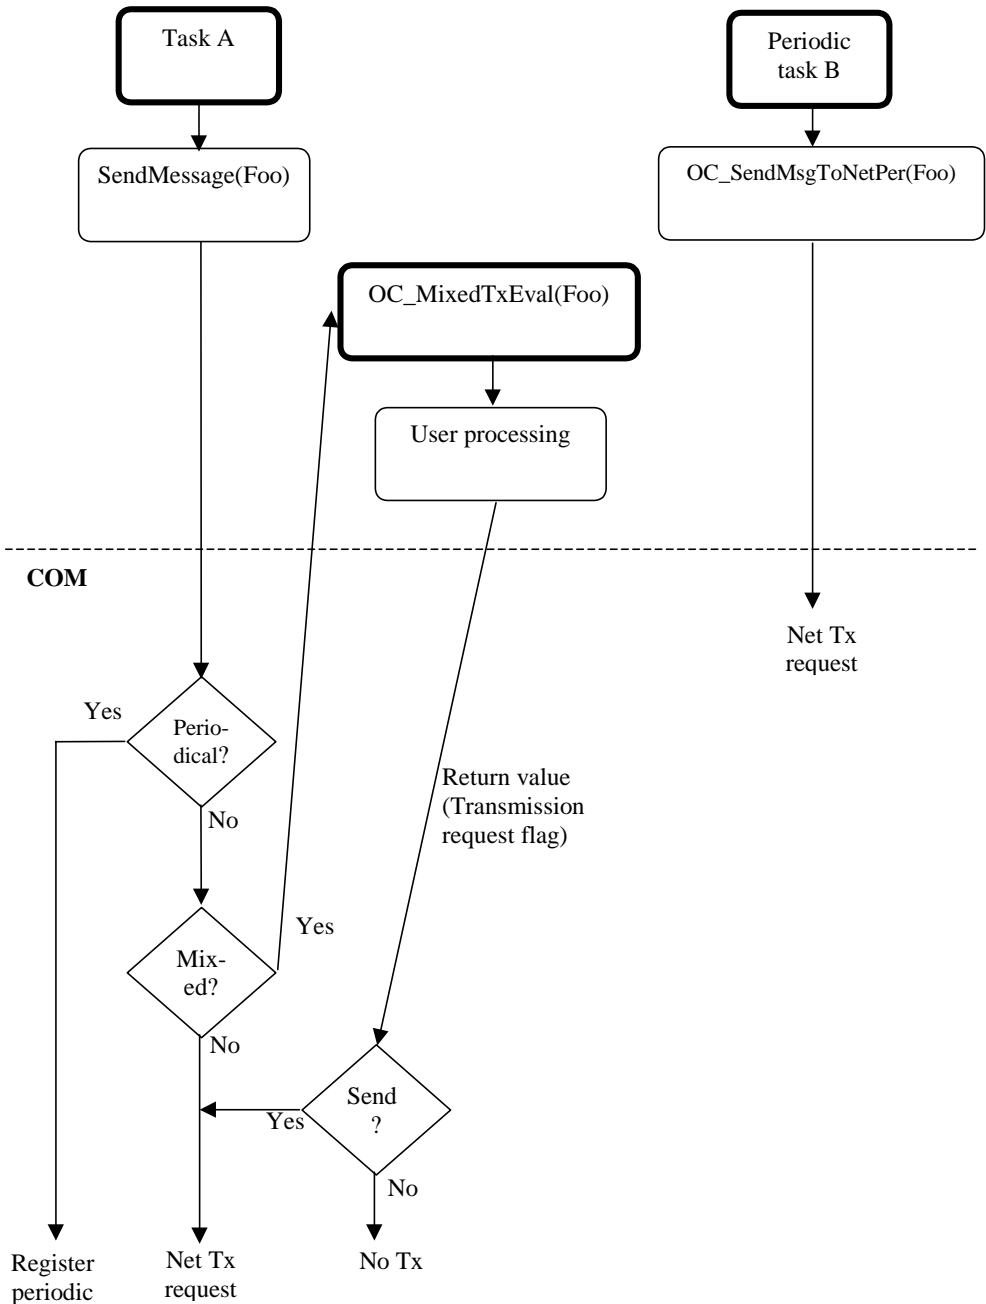 Task A
Periodic
task B
SendMessage(Foo)
OC_SendMsgToNetPer(Foo)
OC_MixedTxEval(Foo)
User processing
COM
Net Tx
request
Yes
Perio-
dical?
No
Return value
(Transmission
request flag)
Yes
Mix-
ed?
No
Send
?
Yes
No
Register
periodic
Net Tx
request
No Tx